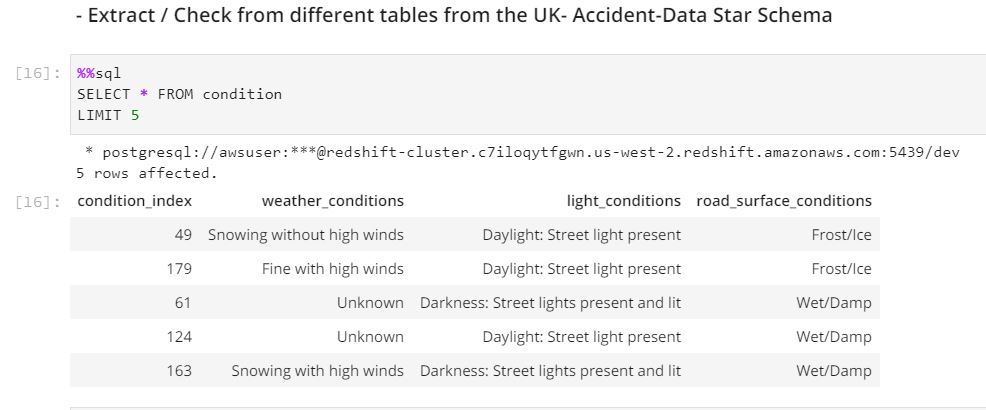 - Extract / Check from different tables from the UK- Accident-Data Star Schema
[16]: %%sql
SELECT * FROM condition
LIMIT 5
* postgresql://awsuser:***@redshift-cluster.c7iloqytfgwn.us-west-2.redshift.amazonaws.com:5439/dev
5 rows affected.
[16]: condition_index weather_conditions light_conditions road_surface_conditions
49 Snowing without high winds Daylight: Street light present Frost/Ice
179 Fine with high winds Daylight: Street light present Frost/Ice
61 Unknown Darkness: Street lights present and lit Wet/Damp
124 Unknown Daylight: Street light present Wet/Damp
163 Snowing with high winds Darkness: Street lights present and lit Wet/Damp